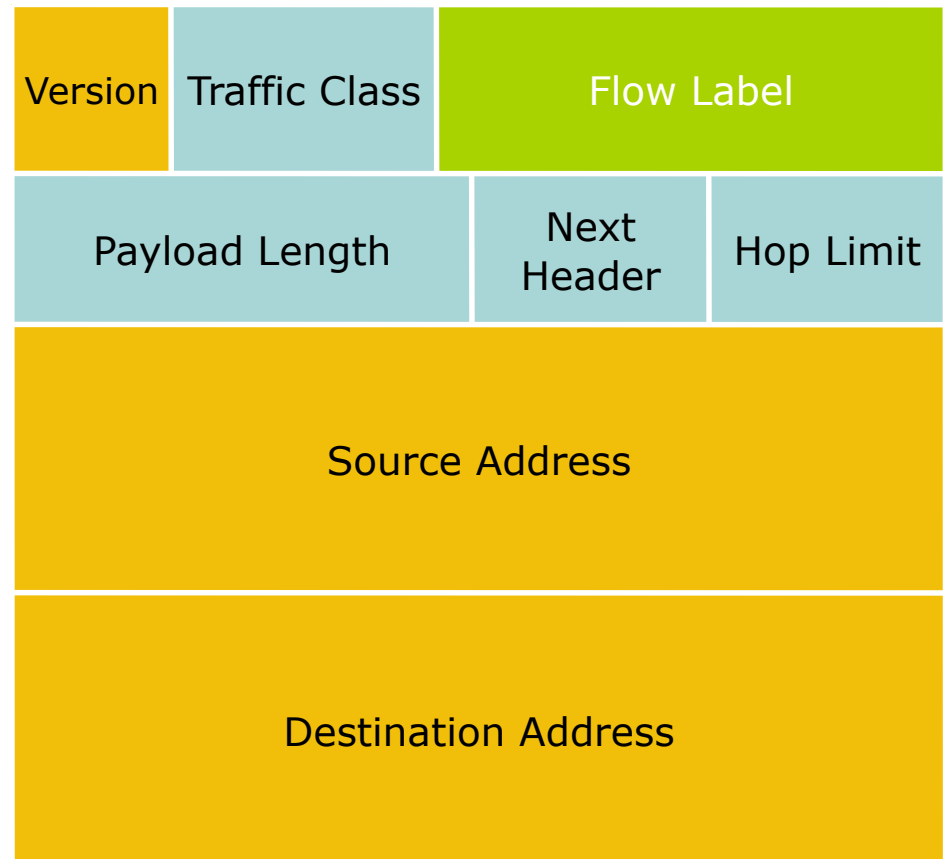 Version
Traffic Class
Flow Label
Payload Length
Next
Header
Hop Limit
Source Address
Destination Address